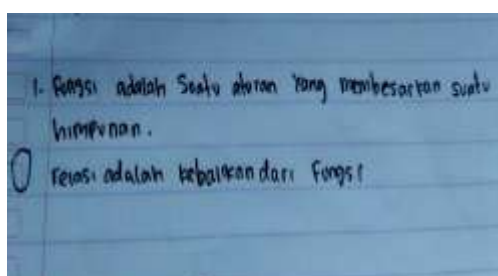 1. Fungsi adalah Suatu aturan Yang membesarkan suatu
himpunan.
relasi adalah kebalikan dari Fungsi